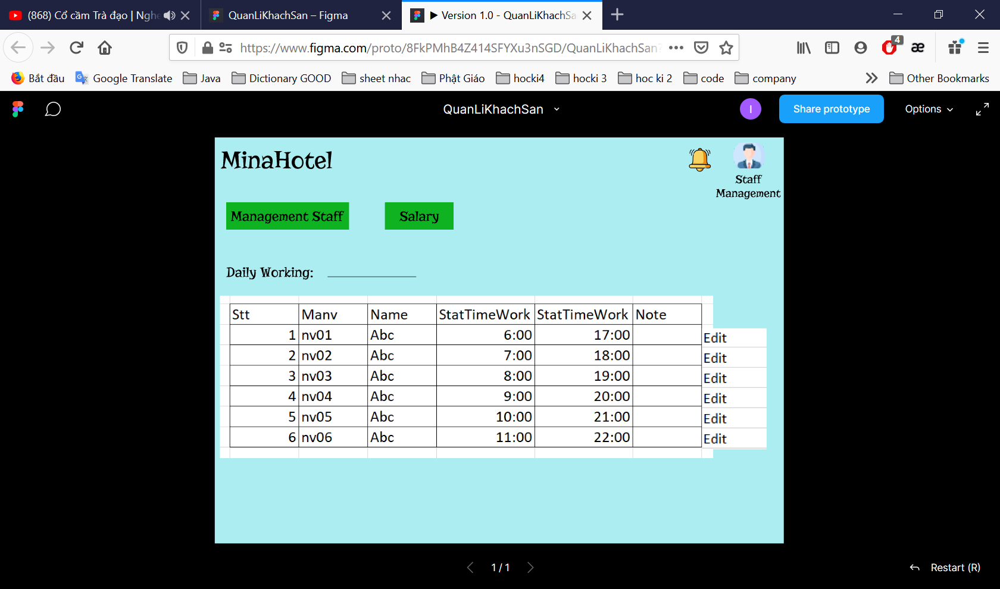 (868) Cổ cầm Trà đạo | Nghe
QuanLiKhachSan – Figma
▶ Version 1.0 - QuanLiKhachSa
https://www.figma.com/proto/8FkPMhB4Z414SFYXu3nSGD/QuanLiKhachSan?
4
æ
Bắt đầu
Google Translate
Java
Dictionary GOOD
sheet nhac
Phật Giáo
hocki4
hocki 3
hoc ki 2
code
company
Other Bookmarks
QuanLiKhachSan
I
Share prototype
Options
MinaHotel
Staff
Management
Management Staff
Salary
Daily Working:
Stt Manv Name StatTimeWork StatTimeWork Note
1 nv01 Abc 6:00 17:00 Edit
2 nv02 Abc 7:00 18:00 Edit
3 nv03 Abc 8:00 19:00 Edit
4 nv04 Abc 9:00 20:00 Edit
5 nv05 Abc 10:00 21:00 Edit
6 nv06 Abc 11:00 22:00 Edit
1 / 1
Restart (R)